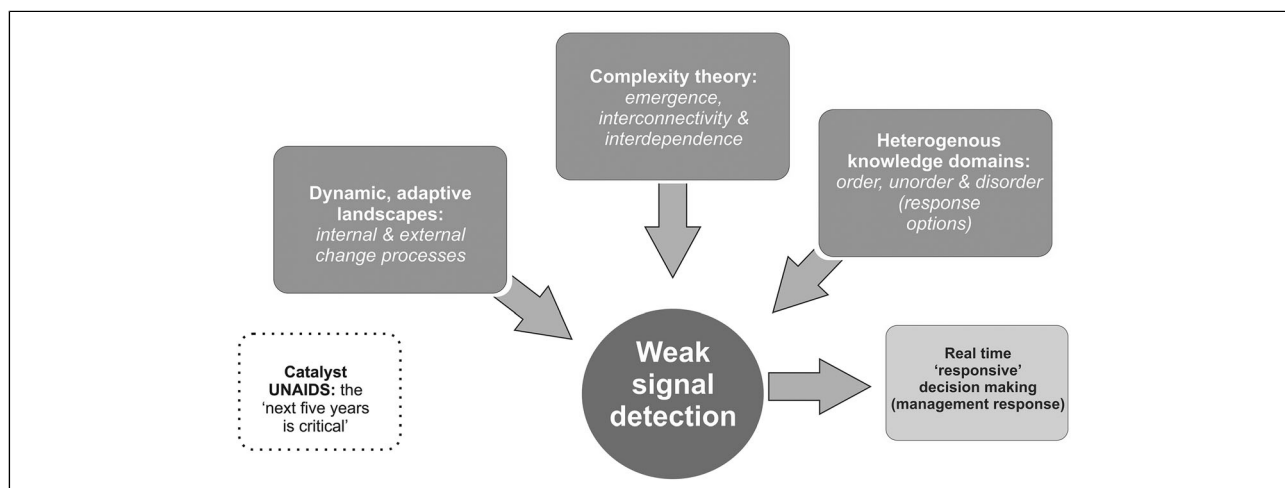 Complexity theory:
emergence,
interconnectivity &
interdependence
Heterogenous
knowledge domains:
order, unorder & disorder
(response
options)
Dynamic, adaptive
landscapes:
internal & external
change processes
Catalyst
UNAIDS: the
‘next five years
is critical’
Weak
signal
detection
Real time
‘responsive’
decision making
(management response)